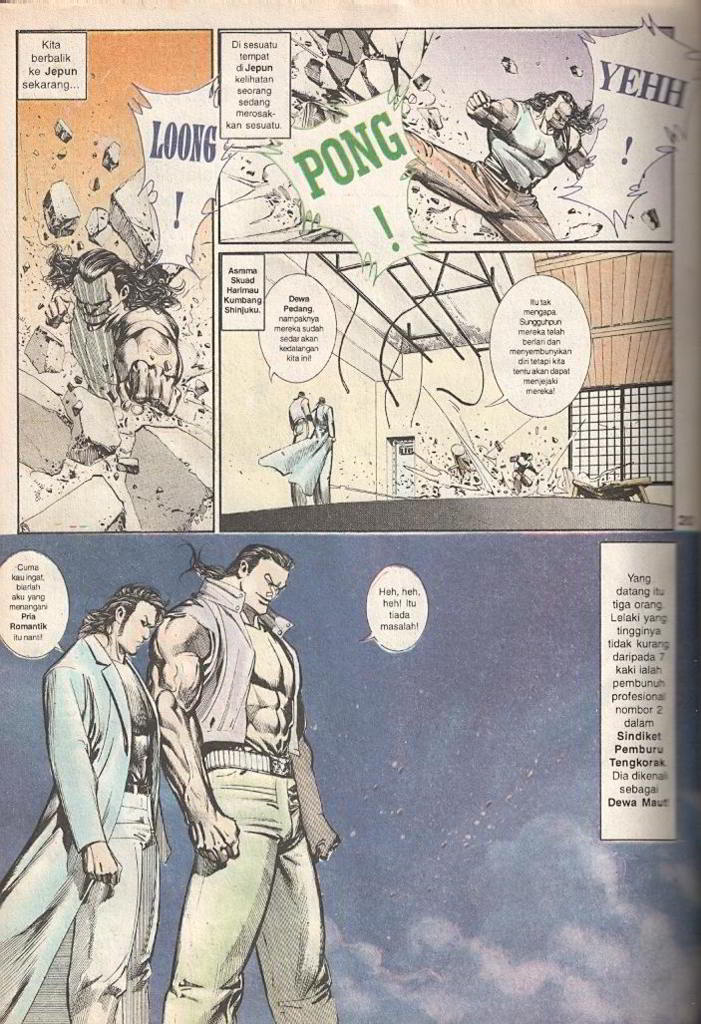 Kita
berbalik
ke Jepun
sekarang...
LOONG
!
Di sesuatu
tempat
di Jepun
kelihatan
seorang
sedang
merosak-
kan sesuatu.
PONG
!
YEHH
!
Asmma
Skuad
Harimau
Kumbang
Shinjuku.
Dewa
Pedang,
nampaknya
mereka sudah
sedar akan
kedatangan
kita ini!
Itu tak
mengapa.
Sungguhpun
mereka telah
berlari dan
menyembunyikan
diri tetapi kita
tentu akan dapat
menjejaki
mereka!
Cuma
kau ingat,
biarlah
aku yang
menangani
Pria
Romantik
itu nanti!
Heh, heh,
heh! Itu
tiada
masalah!
Yang
datang itu
tiga orang.
Lelaki yang
tingginya
tidak kurang
daripada 7
kaki ialah
pembunuh
profesional
nombor 2
dalam
Sindiket
Pemburu
Tengkorak.
Dia dikenali
sebagai
Dewa Maut!